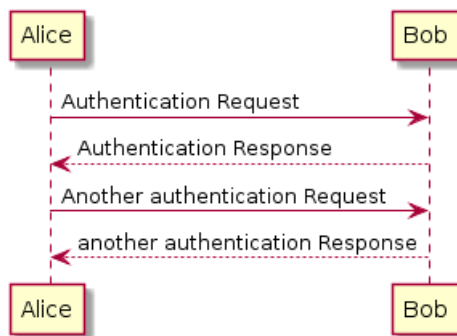 Alice Bob
Authentication Request
Authentication Response
Another authentication Request
another authentication Response
Alice Bob